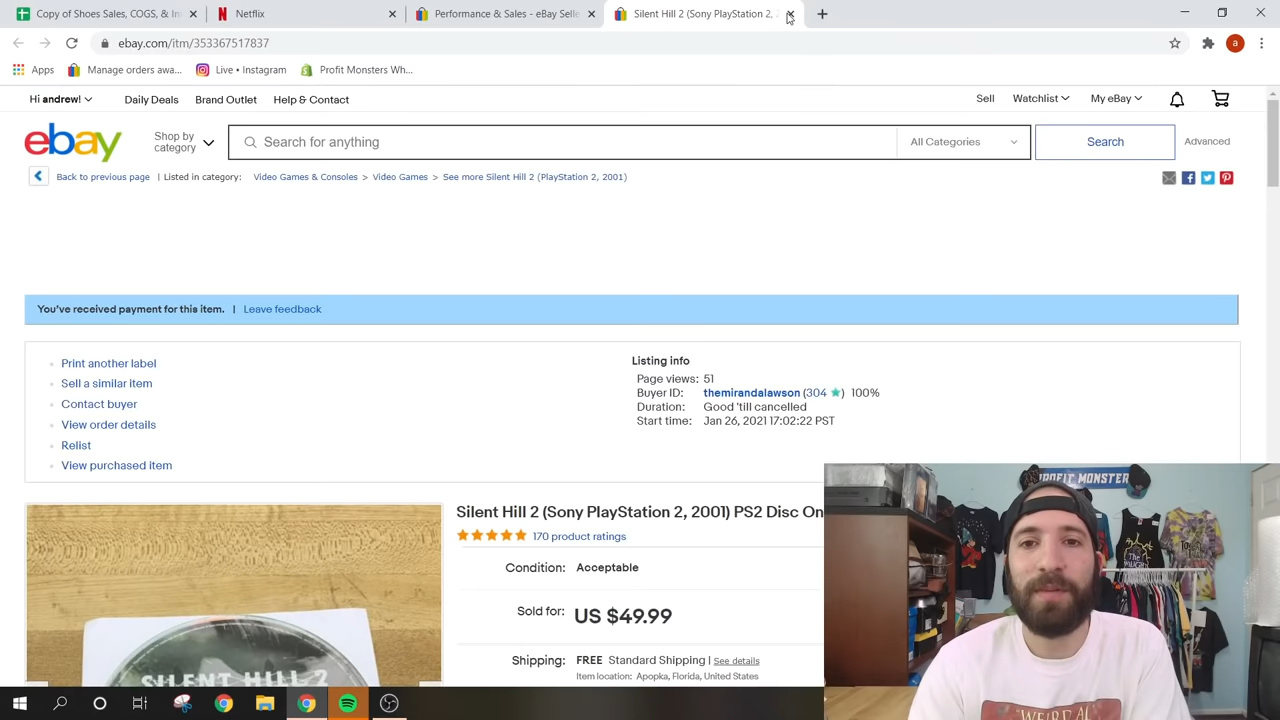 Copy of Shoes Sales, COGS, & In
Netflix
Performance & Sales - eBay Selle
Silent Hill 2 (Sony PlayStation 2,
ebay.com/itm/353367517837
a
Apps
Manage orders awa...
Live • Instagram
Profit Monsters Wh...
Hi andrew!
Daily Deals
Brand Outlet
Help & Contact
Sell
Watchlist
My eBay
ebay
Shop by
category
Search for anything
All Categories
Search
Advanced
Back to previous page | Listed in category: Video Games & Consoles > Video Games > See more Silent Hill 2 (PlayStation 2, 2001)
You've received payment for this item. | Leave feedback
Print another label
Sell a similar item
Contact buyer
View order details
Relist
View purchased item
Listing info
Page views: 51
Buyer ID: themirandalawson (304 ) 100%
Duration: Good 'till cancelled
Start time: Jan 26, 2021 17:02:22 PST
Silent Hill 2 (Sony PlayStation 2, 2001) PS2 Disc On
170 product ratings
Condition: Acceptable
Sold for: US $49.99
Shipping: FREE Standard Shipping | See details
Item location: Apopka, Florida, United States
SILENT HILL 2
PROFIT MONSTER
WEIRD AL